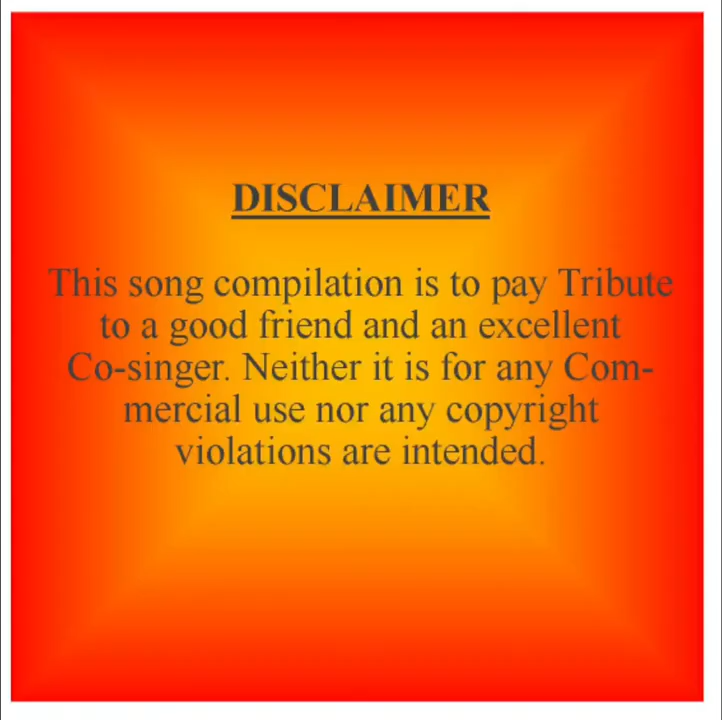 DISCLAIMER
This song compilation is to pay Tribute
to a good friend and an excellent
Co-singer. Neither it is for any Com-
mercial use nor any copyright
violations are intended.